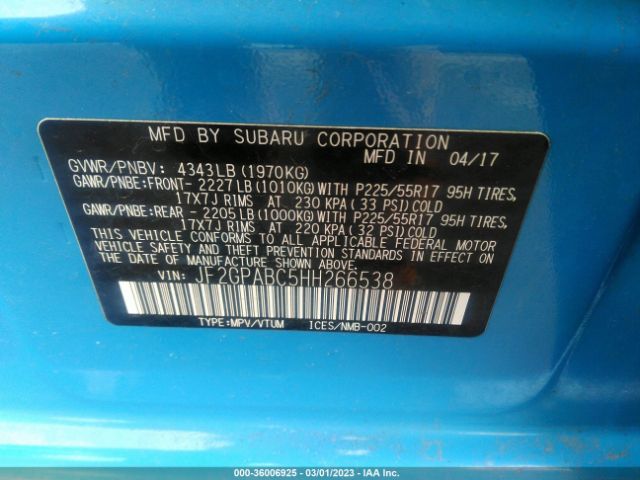 MFD BY SUBARU CORPORATION
MFD IN 04/17
GVWR/PNBV: 4343LB (1970KG)
GAWR/PNBE:FRONT- 2227LB (1010KG) WITH P225/55R17 95H TIRES,
17X7J RIMS AT 230 KPA (33 PSI) COLD
GAWR/PNBE:REAR - 2205LB (1000KG) WITH P225/55R17 95H TIRES,
17X7J RIMS AT 220 KPA (32 PSI) COLD
THIS VEHICLE CONFORMS TO ALL APPLICABLE FEDERAL MOTOR
VEHICLE SAFETY AND THEFT PREVENTION STANDARDS IN EFFECT ON
THE DATE OF MANUFACTURE SHOWN ABOVE.
VIN: JF2GPABC5HH266538
TYPE:MPV/VTUM ICES/NMB-002
000-36006925 - 03/01/2023 - IAA Inc.